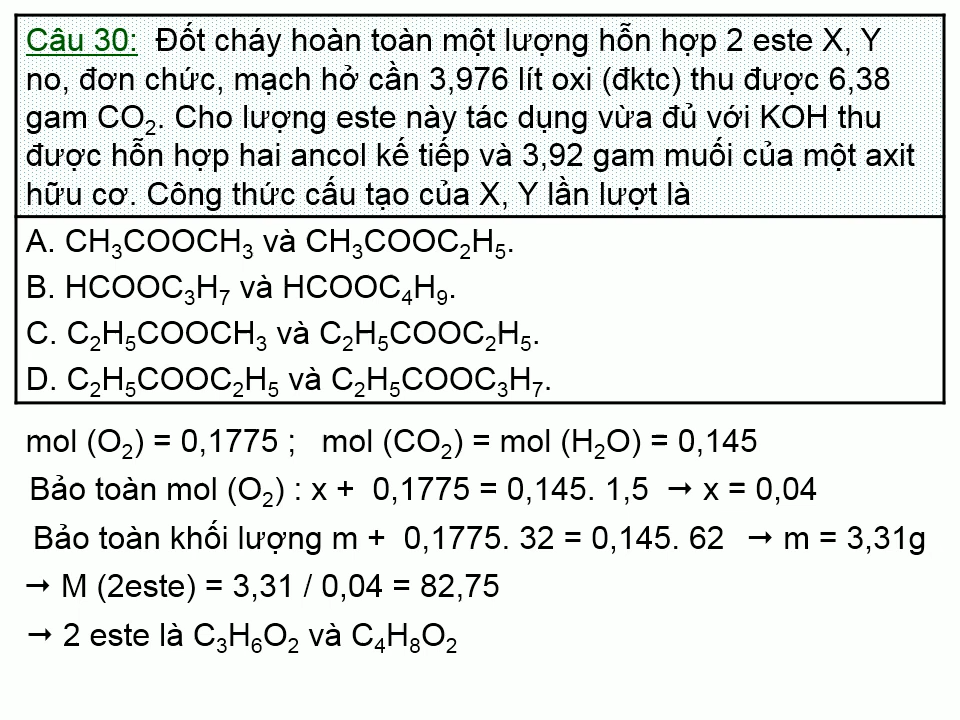 Câu 30: Đốt cháy hoàn toàn một lượng hỗn hợp 2 este X, Y
no, đơn chức, mạch hở cần 3,976 lít oxi (đktc) thu được 6,38
gam CO₂. Cho lượng este này tác dụng vừa đủ với KOH thu
được hỗn hợp hai ancol kế tiếp và 3,92 gam muối của một axit
hữu cơ. Công thức cấu tạo của X, Y lần lượt là
A. CH₃COOCH₃ và CH₃COOC₂H₅.
B. HCOOC₃H₇ và HCOOC₄H₉.
C. C₂H₅COOCH₃ và C₂H₅COOC₂H₅.
D. C₂H₅COOC₂H₅ và C₂H₅COOC₃H₇.
mol (O₂) = 0,1775 ; mol (CO₂) = mol (H₂O) = 0,145
Bảo toàn mol (O₂) : x + 0,1775 = 0,145. 1,5 → x = 0,04
Bảo toàn khối lượng m + 0,1775. 32 = 0,145. 62 → m = 3,31g
→ M (2este) = 3,31 / 0,04 = 82,75
→ 2 este là C₃H₆O₂ và C₄H₈O₂